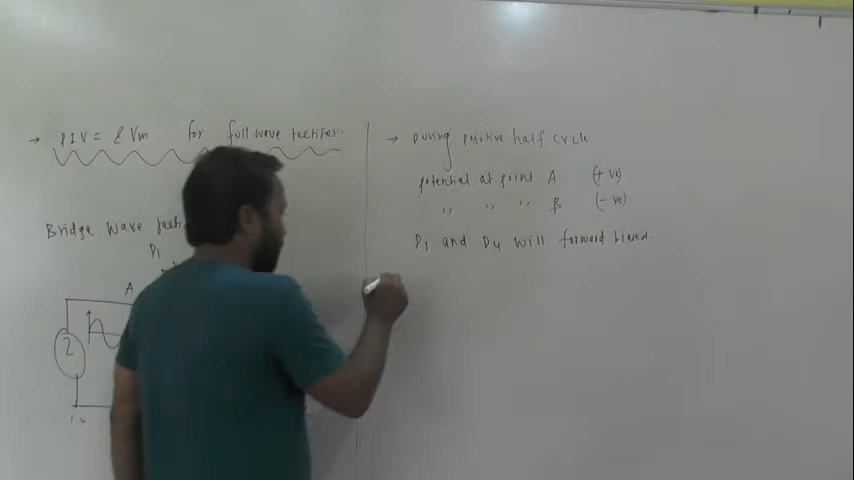 → PIV = 2 Vm for full wave rectifier.
Bridge wave
D1
A
→ During positive half cycle
potential at point A (+ ve)
,, ,, ,, B (- ve)
D1 and D4 will forward biased.